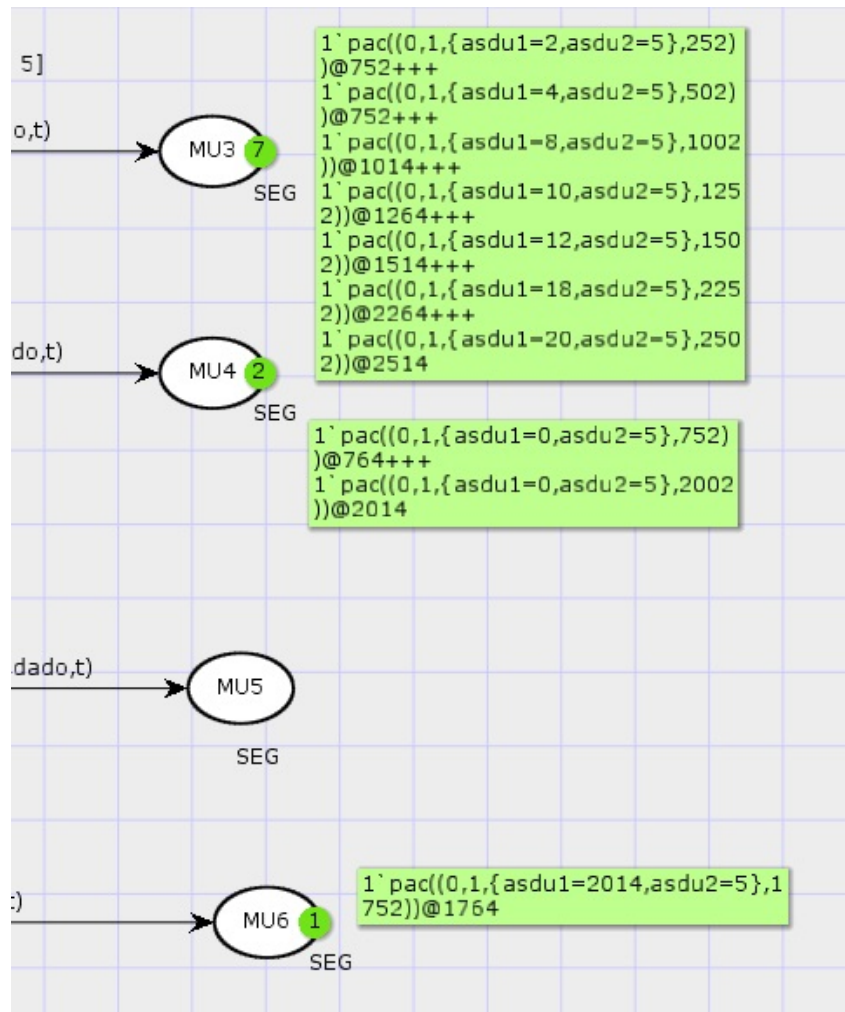 5]
o,t)
MU3
7
SEG
1`pac((0,1,{asdu1=2,asdu2=5},252)
)@752+++
1`pac((0,1,{asdu1=4,asdu2=5},502)
)@752+++
1`pac((0,1,{asdu1=8,asdu2=5},1002
))@1014+++
1`pac((0,1,{asdu1=10,asdu2=5},125
2))@1264+++
1`pac((0,1,{asdu1=12,asdu2=5},150
2))@1514+++
1`pac((0,1,{asdu1=18,asdu2=5},225
2))@2264+++
1`pac((0,1,{asdu1=20,asdu2=5},250
2))@2514
do,t)
MU4
2
SEG
1`pac((0,1,{asdu1=0,asdu2=5},752)
)@764+++
1`pac((0,1,{asdu1=0,asdu2=5},2002
))@2014
dado,t)
MU5
SEG
t)
MU6
1
SEG
1`pac((0,1,{asdu1=2014,asdu2=5},1
752))@1764